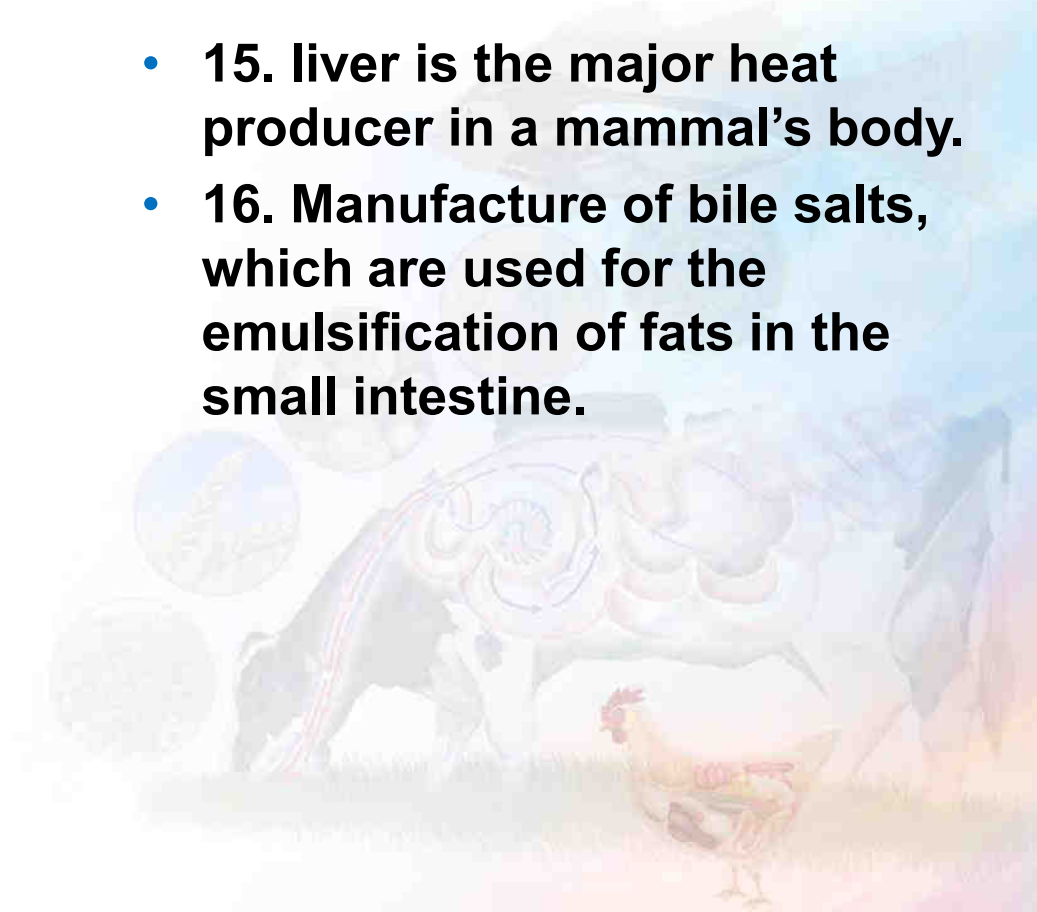 • 15. liver is the major heat
producer in a mammal’s body.
• 16. Manufacture of bile salts,
which are used for the
emulsification of fats in the
small intestine.